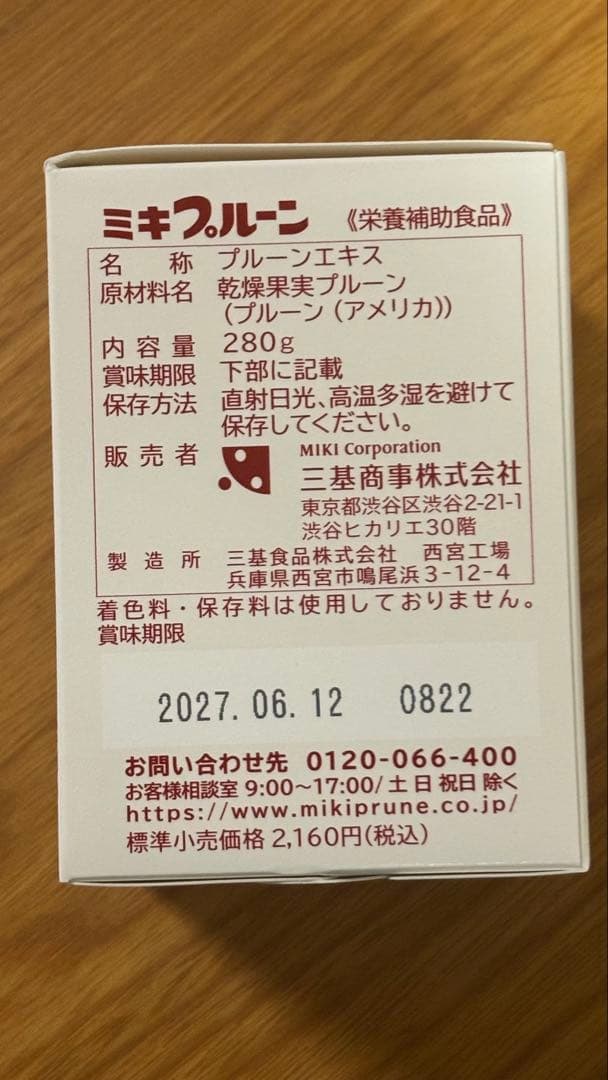 ミキプルーン 《栄養補助食品》
名称 プルーンエキス
原材料名 乾燥果実プルーン
(プルーン(アメリカ))
内容量 280g
賞味期限 下部に記載
保存方法 直射日光、高温多湿を避けて
保存してください。
販売者 MIKI Corporation
三基商事株式会社
東京都渋谷区渋谷2-21-1
渋谷ヒカリエ30階
製造所 三基食品株式会社 西宮工場
兵庫県西宮市鳴尾浜3-12-4
着色料・保存料は使用しておりません。
賞味期限
2027.06.12 0822
お問い合わせ先 0120-066-400
お客様相談室 9:00〜17:00/土日祝日除く
https://www.mikiprune.co.jp/
標準小売価格 2,160円(税込)